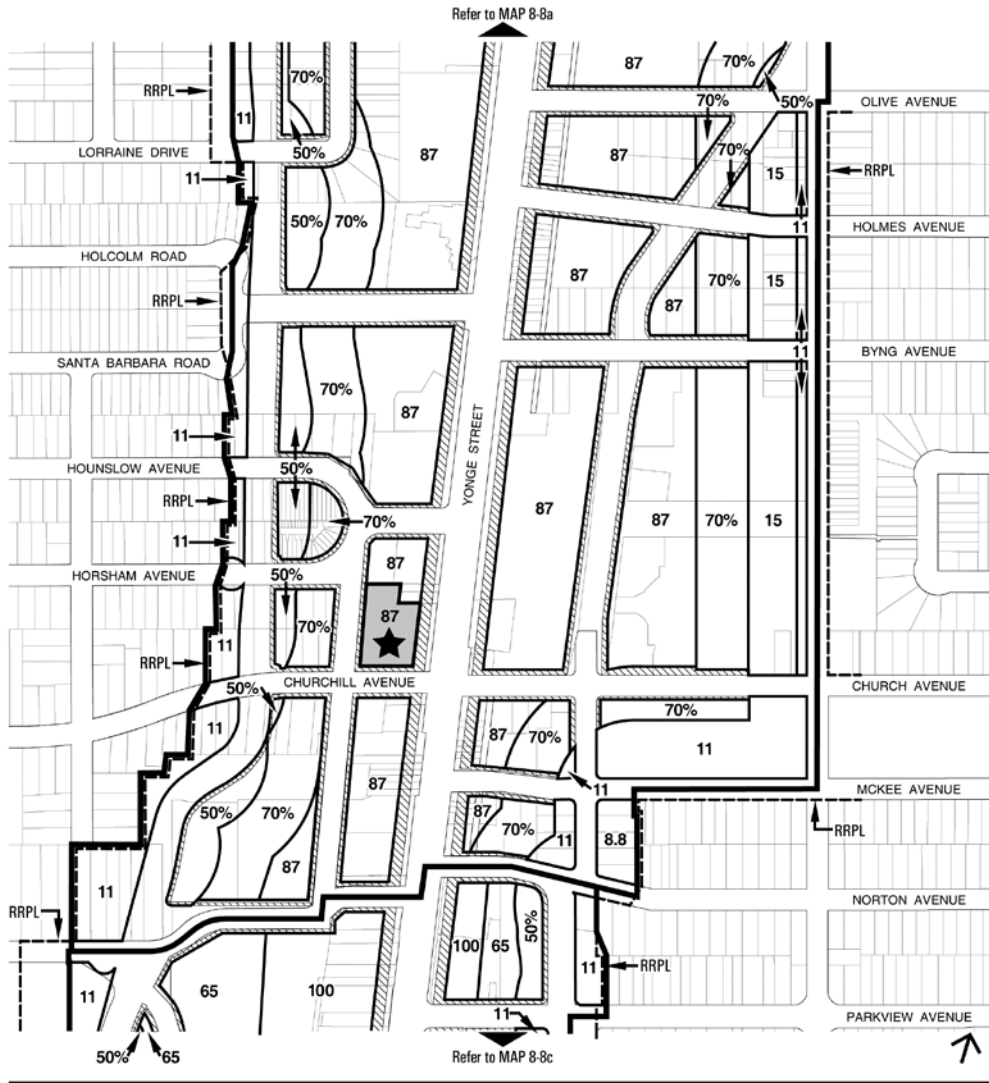 Refer to MAP 8-8a
87
70%
70%
RRPL
70%
50%
OLIVE AVENUE
11
50%
LORRAINE DRIVE
87
87
70%
15
RRPL
11
50%
70%
11
HOLMES AVENUE
HOLCOLM ROAD
87
70%
15
RRPL
87
11
BYNG AVENUE
SANTA BARBARA ROAD
70%
87
YONGE STREET
11
HOUNSLOW AVENUE
50%
RRPL
87
87
70%
15
70%
11
87
HORSHAM AVENUE
50%
87
11
70%
RRPL
CHURCHILL AVENUE
CHURCH AVENUE
50%
70%
11
87
70%
11
87
11
MCKEE AVENUE
50%
70%
87
70%
11
8.8
RRPL
87
11
NORTON AVENUE
RRPL
50%
100
65
11
RRPL
11
65
100
11
PARKVIEW AVENUE
50%
65
Refer to MAP 8-8c